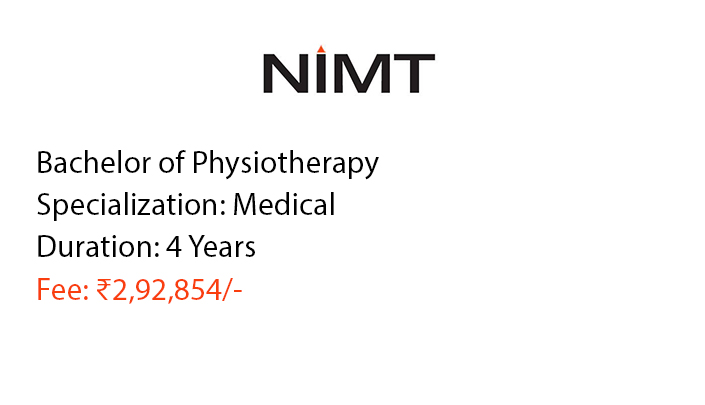 NIMT
Bachelor of Physiotherapy
Specialization: Medical
Duration: 4 Years
Fee: ₹2,92,854/-